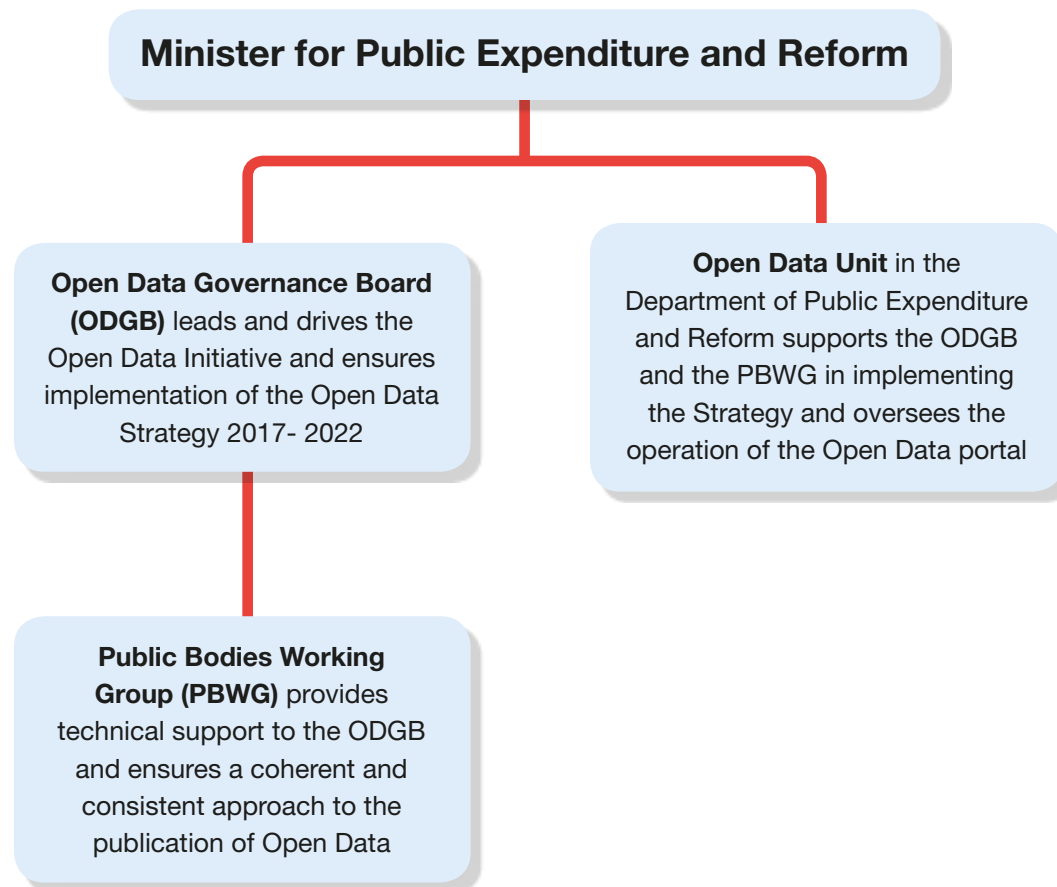 Minister for Public Expenditure and Reform
Open Data Governance Board
(ODGB) leads and drives the
Open Data Initiative and ensures
implementation of the Open Data
Strategy 2017- 2022
Open Data Unit in the
Department of Public Expenditure
and Reform supports the ODGB
and the PBWG in implementing
the Strategy and oversees the
operation of the Open Data portal
Public Bodies Working
Group (PBWG) provides
technical support to the ODGB
and ensures a coherent and
consistent approach to the
publication of Open Data